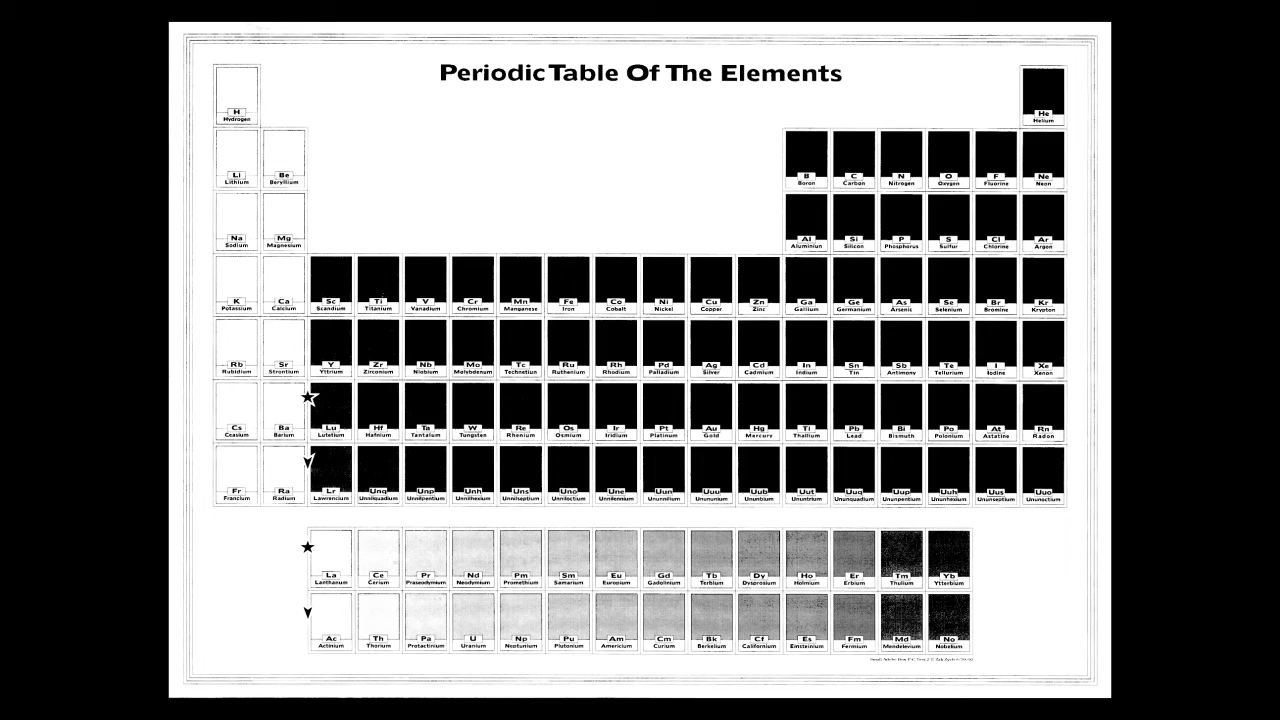 Periodic Table Of The Elements
H He
Hydrogen Helium
Li Be B C N O F Ne
Lithium Beryllium Boron Carbon Nitrogen Oxygen Fluorine Neon
Na Mg Al Si P S Cl Ar
Sodium Magnesium Aluminiun Silicon Phosphorus Sulfur Chlorine Argon
K Ca Sc Ti V Cr Mn Fe Co Ni Cu Zn Ga Ge As Se Br Kr
Potassium Calcium Scandium Titanium Vanadium Chromium Manganese Iron Cobalt Nickel Copper Zinc Gallium Germanium Arsenic Selenium Bromine Krypton
Rb Sr Y Zr Nb Mo Tc Ru Rh Pd Ag Cd In Sn Sb Te I Xe
Rubidium Strontium Yttrium Zirconium Niobium Molybdenum Technetiun Ruthenium Rhodium Palladium Silver Cadmium Indium Tin Antimony Tellurium Iodine Xenon
Cs Ba Lu Hf Ta W Re Os Ir Pt Au Hg Ti Pb Bi Po At Rn
Ceasium Barium Lutetium Hafnium Tantalum Tungsten Rhenium Osmium Iridium Platinum Gold Mercury Thallium Lead Bismuth Polonium Astatine Radon
Fr Ra Lr Unq Unp Unh Uns Uno Une Uun Uuu Uub Uut Uuq Uup Uuh Uus Uuo
Francium Radium Lawrencium Unniquadium Unnilpentium Unnilhexium Unnilseptium Unniloctium Unnilennium Ununnilium Unununium Ununbium Ununtrium Ununquadium Ununpentium Ununhexium Ununseptium Ununoctium
La Ce Pr Nd Pm Sm Eu Gd Tb Dy Ho Er Tm Yb
Lanthanum Cerium Praseodymium Neodymium Promethium Samarium Europium Gadolinium Terbium Dysprosium Holmium Erbium Thulium Ytterbium
Ac Th Pa U Np Pu Am Cm Bk Cf Es Fm Md No
Actinium Thorium Protactinium Uranium Neptunium Plutonium Americium Curium Berkelium Californium Einsteinium Fermium Mendelevium Nobelium